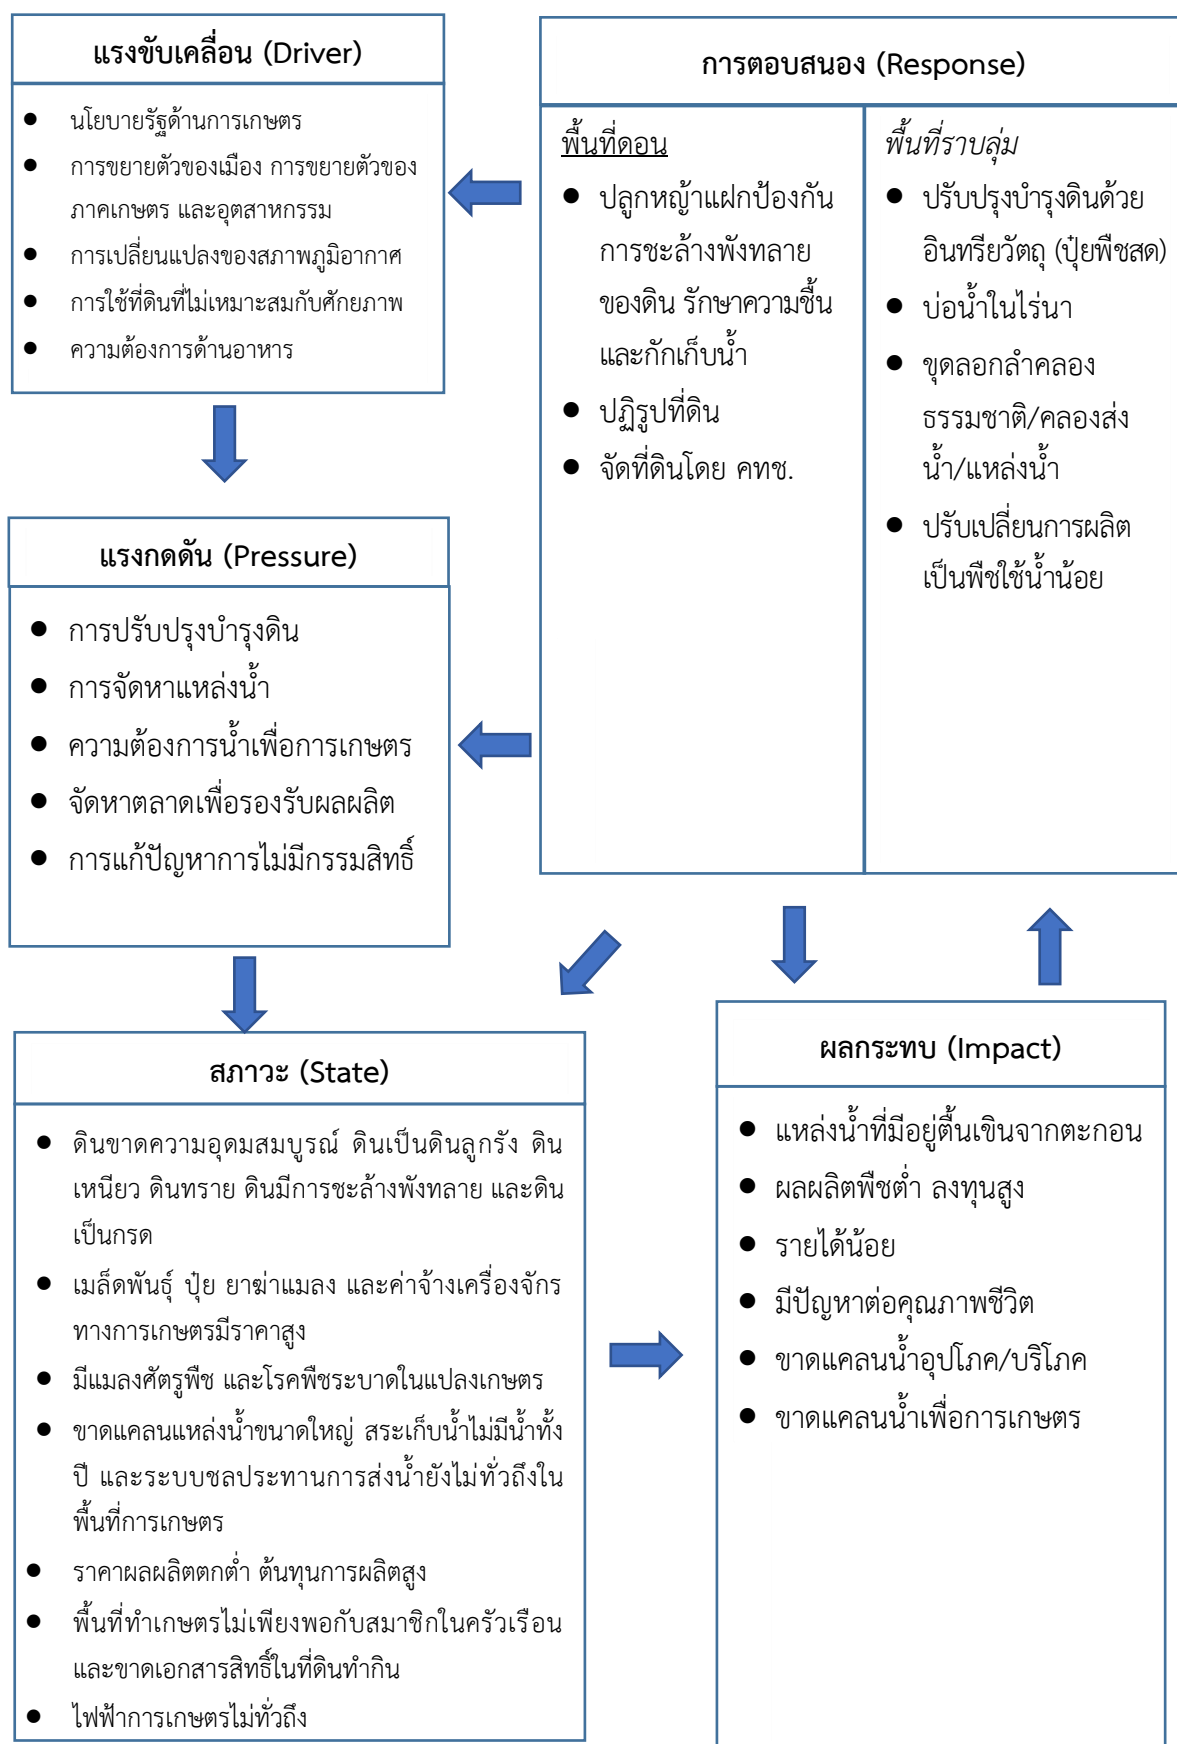 แรงขับเคลื่อน (Driver)
● นโยบายรัฐด้านการเกษตร
● การขยายตัวของเมือง การขยายตัวของ
ภาคเกษตร และอุตสาหกรรม
● การเปลี่ยนแปลงของสภาพภูมิอากาศ
● การใช้ที่ดินที่ไม่เหมาะสมกับศักยภาพ
● ความต้องการด้านอาหาร
การตอบสนอง (Response)
พื้นที่ดอน
● ปลูกหญ้าแฝกป้องกัน
การชะล้างพังทลาย
ของดิน รักษาความชื้น
และกักเก็บน้ำ
● ปฏิรูปที่ดิน
● จัดที่ดินโดย คทช.
พื้นที่ราบลุ่ม
● ปรับปรุงบำรุงดินด้วย
อินทรียวัตถุ (ปุ๋ยพืชสด)
● บ่อน้ำในไร่นา
● ขุดลอกลำคลอง
ธรรมชาติ/คลองส่ง
น้ำ/แหล่งน้ำ
● ปรับเปลี่ยนการผลิต
เป็นพืชใช้น้ำน้อย
แรงกดดัน (Pressure)
● การปรับปรุงบำรุงดิน
● การจัดหาแหล่งน้ำ
● ความต้องการน้ำเพื่อการเกษตร
● จัดหาตลาดเพื่อรองรับผลผลิต
● การแก้ปัญหาการไม่มีกรรมสิทธิ์
สภาวะ (State)
● ดินขาดความอุดมสมบูรณ์ ดินเป็นดินลูกรัง ดิน
เหนียว ดินทราย ดินมีการชะล้างพังทลาย และดิน
เป็นกรด
● เมล็ดพันธุ์ ปุ๋ย ยาฆ่าแมลง และค่าจ้างเครื่องจักร
ทางการเกษตรมีราคาสูง
● มีแมลงศัตรูพืช และโรคพืชระบาดในแปลงเกษตร
● ขาดแคลนแหล่งน้ำขนาดใหญ่ สระเก็บน้ำไม่มีน้ำทั้ง
ปี และระบบชลประทานการส่งน้ำยังไม่ทั่วถึงใน
พื้นที่การเกษตร
● ราคาผลผลิตตกต่ำ ต้นทุนการผลิตสูง
● พื้นที่ทำเกษตรไม่เพียงพอกับสมาชิกในครัวเรือน
และขาดเอกสารสิทธิ์ในที่ดินทำกิน
● ไฟฟ้าการเกษตรไม่ทั่วถึง
ผลกระทบ (Impact)
● แหล่งน้ำที่มีอยู่ตื้นเขินจากตะกอน
● ผลผลิตพืชต่ำ ลงทุนสูง
● รายได้น้อย
● มีปัญหาต่อคุณภาพชีวิต
● ขาดแคลนน้ำอุปโภค/บริโภค
● ขาดแคลนน้ำเพื่อการเกษตร